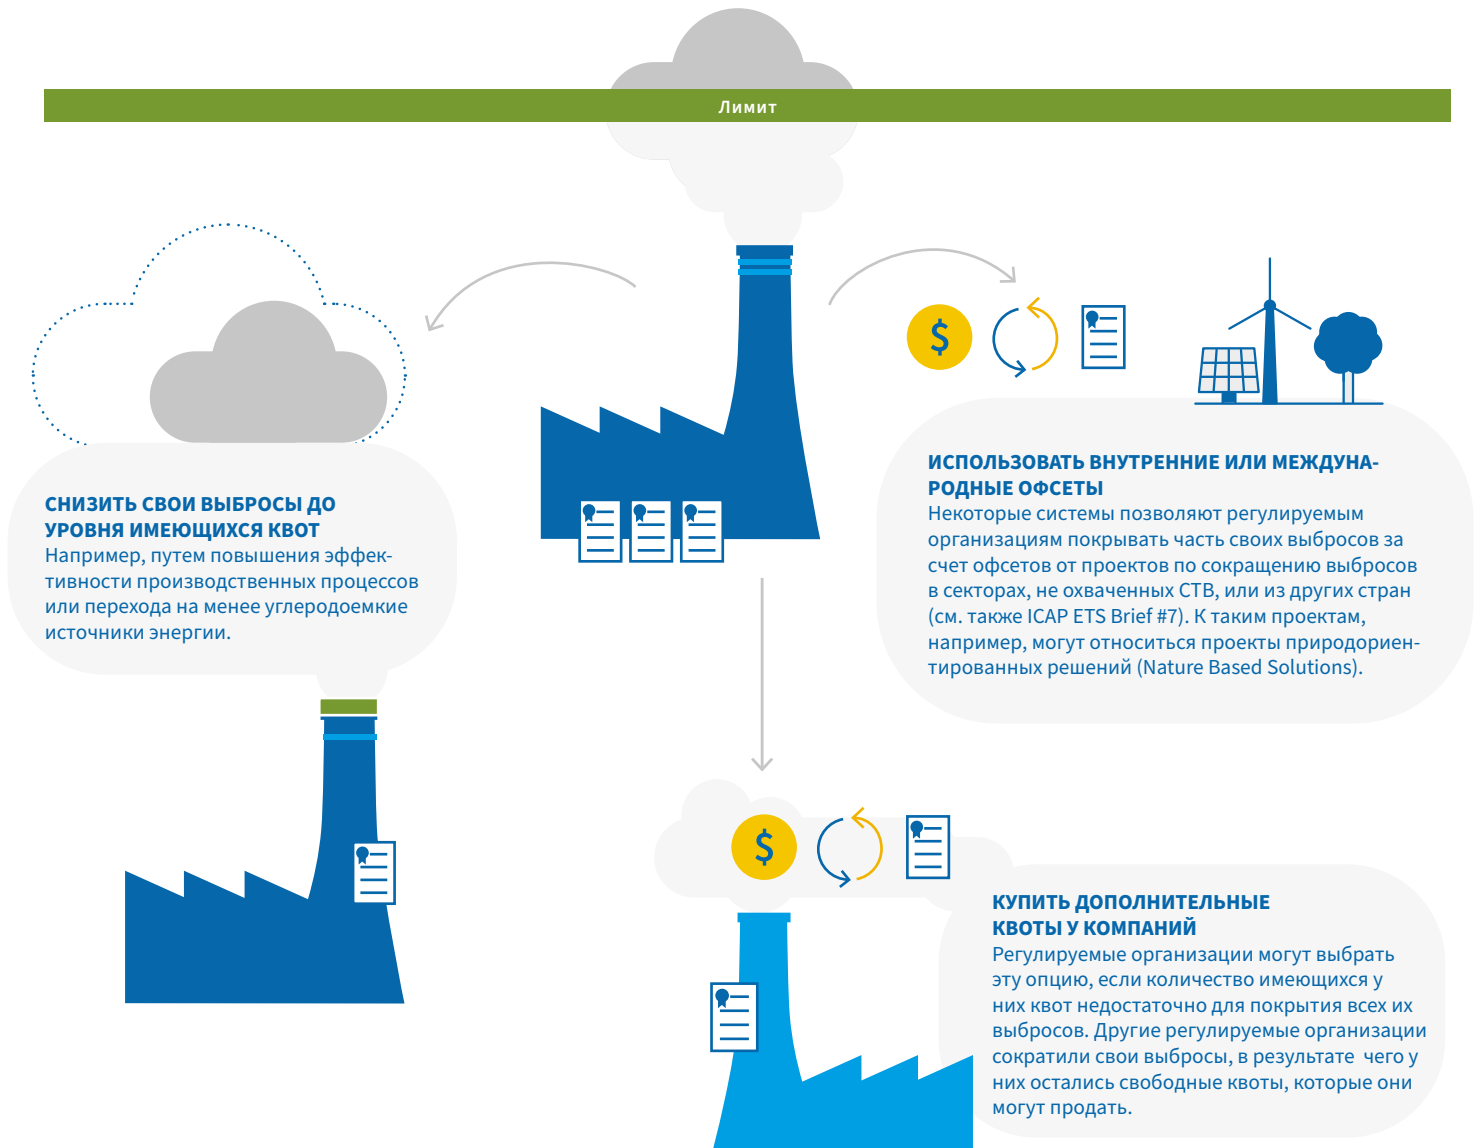 Лимит
СНИЗИТЬ СВОИ ВЫБРОСЫ ДО
УРОВНЯ ИМЕЮЩИХСЯ КВОТ
Например, путем повышения эффек-
тивности производственных процессов
или перехода на менее углеродоемкие
источники энергии.
$
ИСПОЛЬЗОВАТЬ ВНУТРЕННИЕ ИЛИ МЕЖДУНА-
РОДНЫЕ ОФСЕТЫ
Некоторые системы позволяют регулируемым
организациям покрывать часть своих выбросов за
счет офсетов от проектов по сокращению выбросов
в секторах, не охваченных СТВ, или из других стран
(см. также ICAP ETS Brief #7). К таким проектам,
например, могут относиться проекты природориен-
тированных решений (Nature Based Solutions).
$
КУПИТЬ ДОПОЛНИТЕЛЬНЫЕ
КВОТЫ У КОМПАНИЙ
Регулируемые организации могут выбрать
эту опцию, если количество имеющихся у
них квот недостаточно для покрытия всех их
выбросов. Другие регулируемые организации
сократили свои выбросы, в результате чего у
них остались свободные квоты, которые они
могут продать.